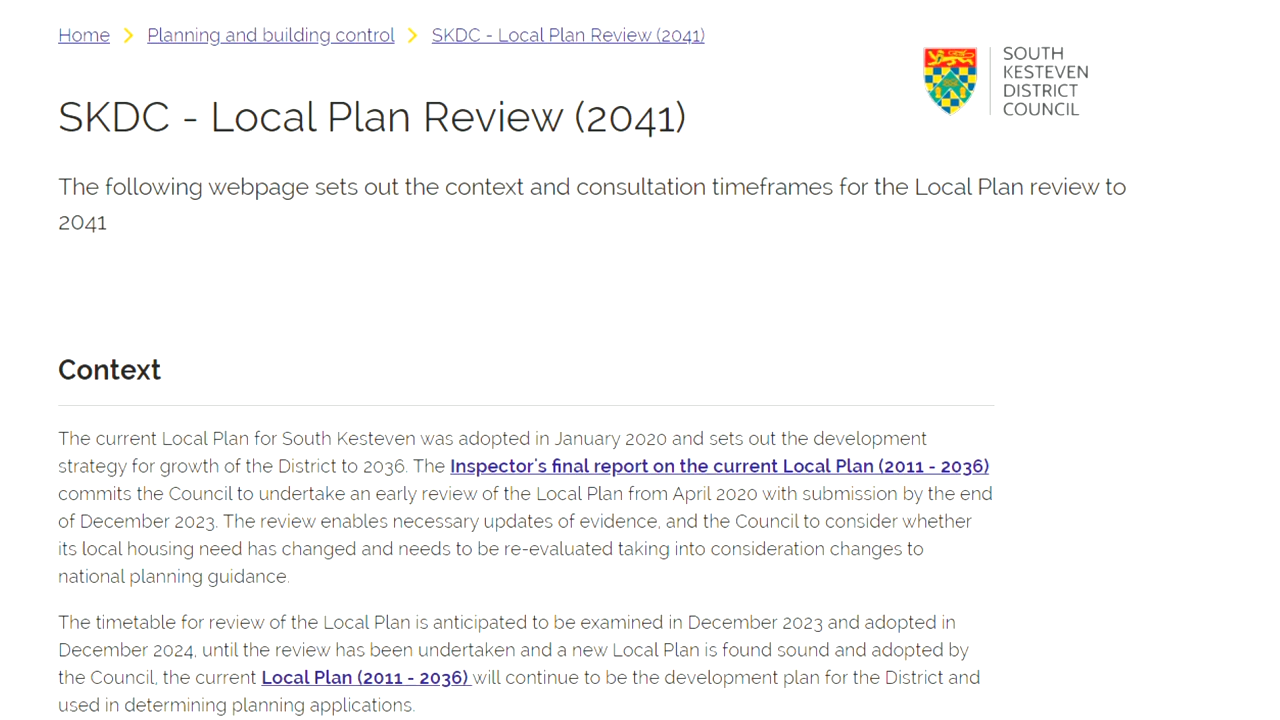 Home > Planning and building control > SKDC - Local Plan Review (2041)
SOUTH
KESTEVEN
DISTRICT
COUNCIL
SKDC - Local Plan Review (2041)
The following webpage sets out the context and consultation timeframes for the Local Plan review to
2041
Context
The current Local Plan for South Kesteven was adopted in January 2020 and sets out the development
strategy for growth of the District to 2036. The Inspector's final report on the current Local Plan (2011 - 2036)
commits the Council to undertake an early review of the Local Plan from April 2020 with submission by the end
of December 2023. The review enables necessary updates of evidence, and the Council to consider whether
its local housing need has changed and needs to be re-evaluated taking into consideration changes to
national planning guidance.
The timetable for review of the Local Plan is anticipated to be examined in December 2023 and adopted in
December 2024, until the review has been undertaken and a new Local Plan is found sound and adopted by
the Council, the current Local Plan (2011 - 2036) will continue to be the development plan for the District and
used in determining planning applications.